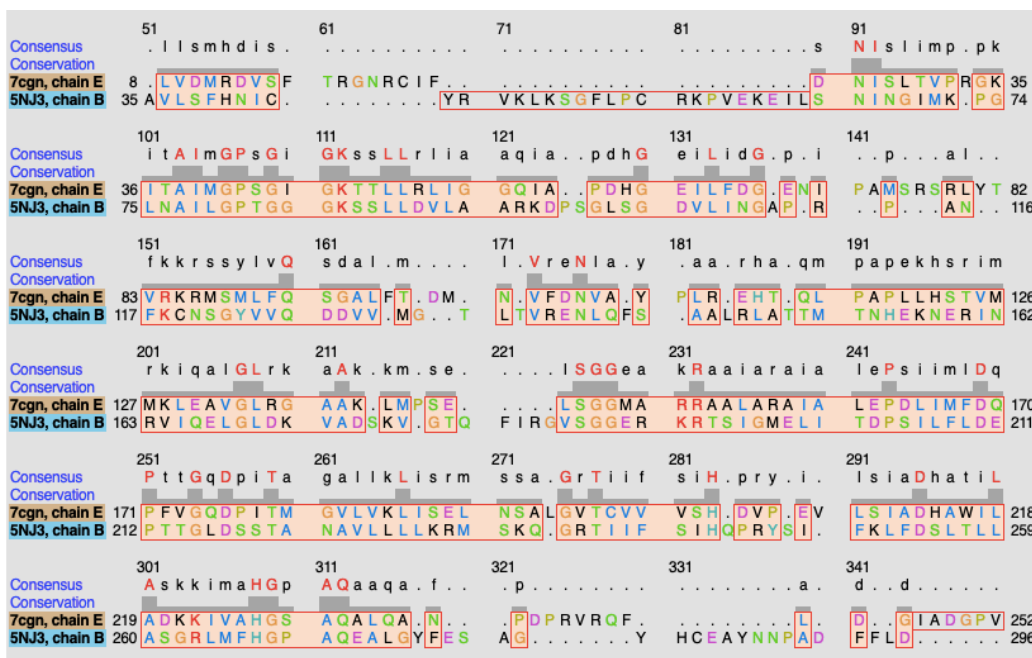 51 61 71 81 91
Consensus . l l s m h d i s . . . . . . . . . . . . . . . . . . . . . . . . . . . . . . s N I s l i m p . p k
Conservation
7cgn, chain E 8 . L V D M R D V S F T R G N R C I F . . . . . . . . . . . . . . . . . . . . . D N I S L T V P R G K 35
5NJ3, chain B 35 A V L S F H N I C . . . . . . . . . Y R V K L K S G F L P C R K P V E K E I L S N I N G I M K . P G 74
101 111 121 131 141
Consensus i t A I m G P s G i G K s s L L r l i a a q i a . . p d h G e i L i d G . p . i . . p . . . a l . .
Conservation
7cgn, chain E 36 I T A I M G P S G I G K T T L L R L I G G Q I A . . P D H G E I L F D G . E N I P A M S R S R L Y T 82
5NJ3, chain B 75 L N A I L G P T G G G K S S L L D V L A A R K D P S G L S G D V L I N G A P . R . . P . . . A N . . 116
151 161 171 181 191
Consensus f k k r s s y l v Q s d a l . m . . . . l . V r e N l a . y . a a . r h a . q m p a p e k h s r i m
Conservation
7cgn, chain E 83 V R K R M S M L F Q S G A L F T . D M . N . V F D N V A . Y P L R . E H T . Q L P A P L L H S T V M 126
5NJ3, chain B 117 F K C N S G Y V V Q D D V V . M G . . T L T V R E N L Q F S . A A L R L A T T M T N H E K N E R I N 162
201 211 221 231 241
Consensus r k i q a l G L r k a A k . k m . s e . . . . . l S G G e a k R a a i a r a i a l e P s i i m l D q
Conservation
7cgn, chain E 127 M K L E A V G L R G A A K . L M P S E . . . . . L S G G M A R R A A L A R A I A L E P D L I M F D Q 170
5NJ3, chain B 163 R V I Q E L G L D K V A D S K V . G T Q F I R G V S G G E R K R T S I G M E L I T D P S I L F L D E 211
251 261 271 281 291
Consensus P t t G q D p i T a g a l l k L i s r m s s a . G r T i i f s i H . p r y . i . l s i a D h a t i L
Conservation
7cgn, chain E 171 P F V G Q D P I T M G V L V K L I S E L N S A L G V T C V V V S H . D V P . E V L S I A D H A W I L 218
5NJ3, chain B 212 P T T G L D S S T A N A V L L L L K R M S K Q . G R T I I F S I H Q P R Y S I . F K L F D S L T L L 259
301 311 321 331 341
Consensus A s k k i m a H G p A Q a a q a . f . . . p . . . . . . . . . . . . . . . . a . d . . d . . . . . .
Conservation
7cgn, chain E 219 A D K K I V A H G S A Q A L Q A . N . . . P D P R V R Q F . . . . . . . . . L . D . . G I A D G P V 252
5NJ3, chain B 260 A S G R L M F H G P A Q E A L G Y F E S A G . . . . . . . Y H C E A Y N N P A D F F L D . . . . . . 296